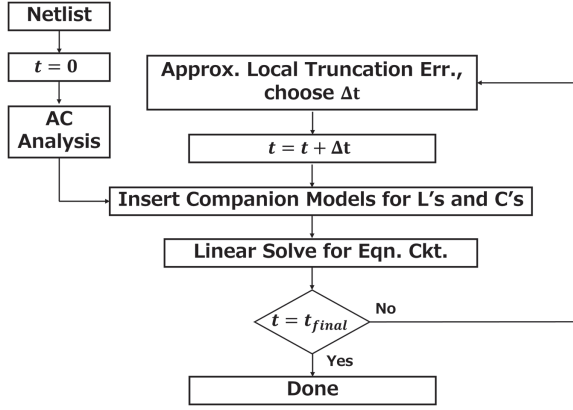 Netlist
t = 0
AC
Analysis
Approx. Local Truncation Err.,
choose Δt
t = t + Δt
Insert Companion Models for L's and C's
Linear Solve for Eqn. Ckt.
t = t_final
No
Yes
Done